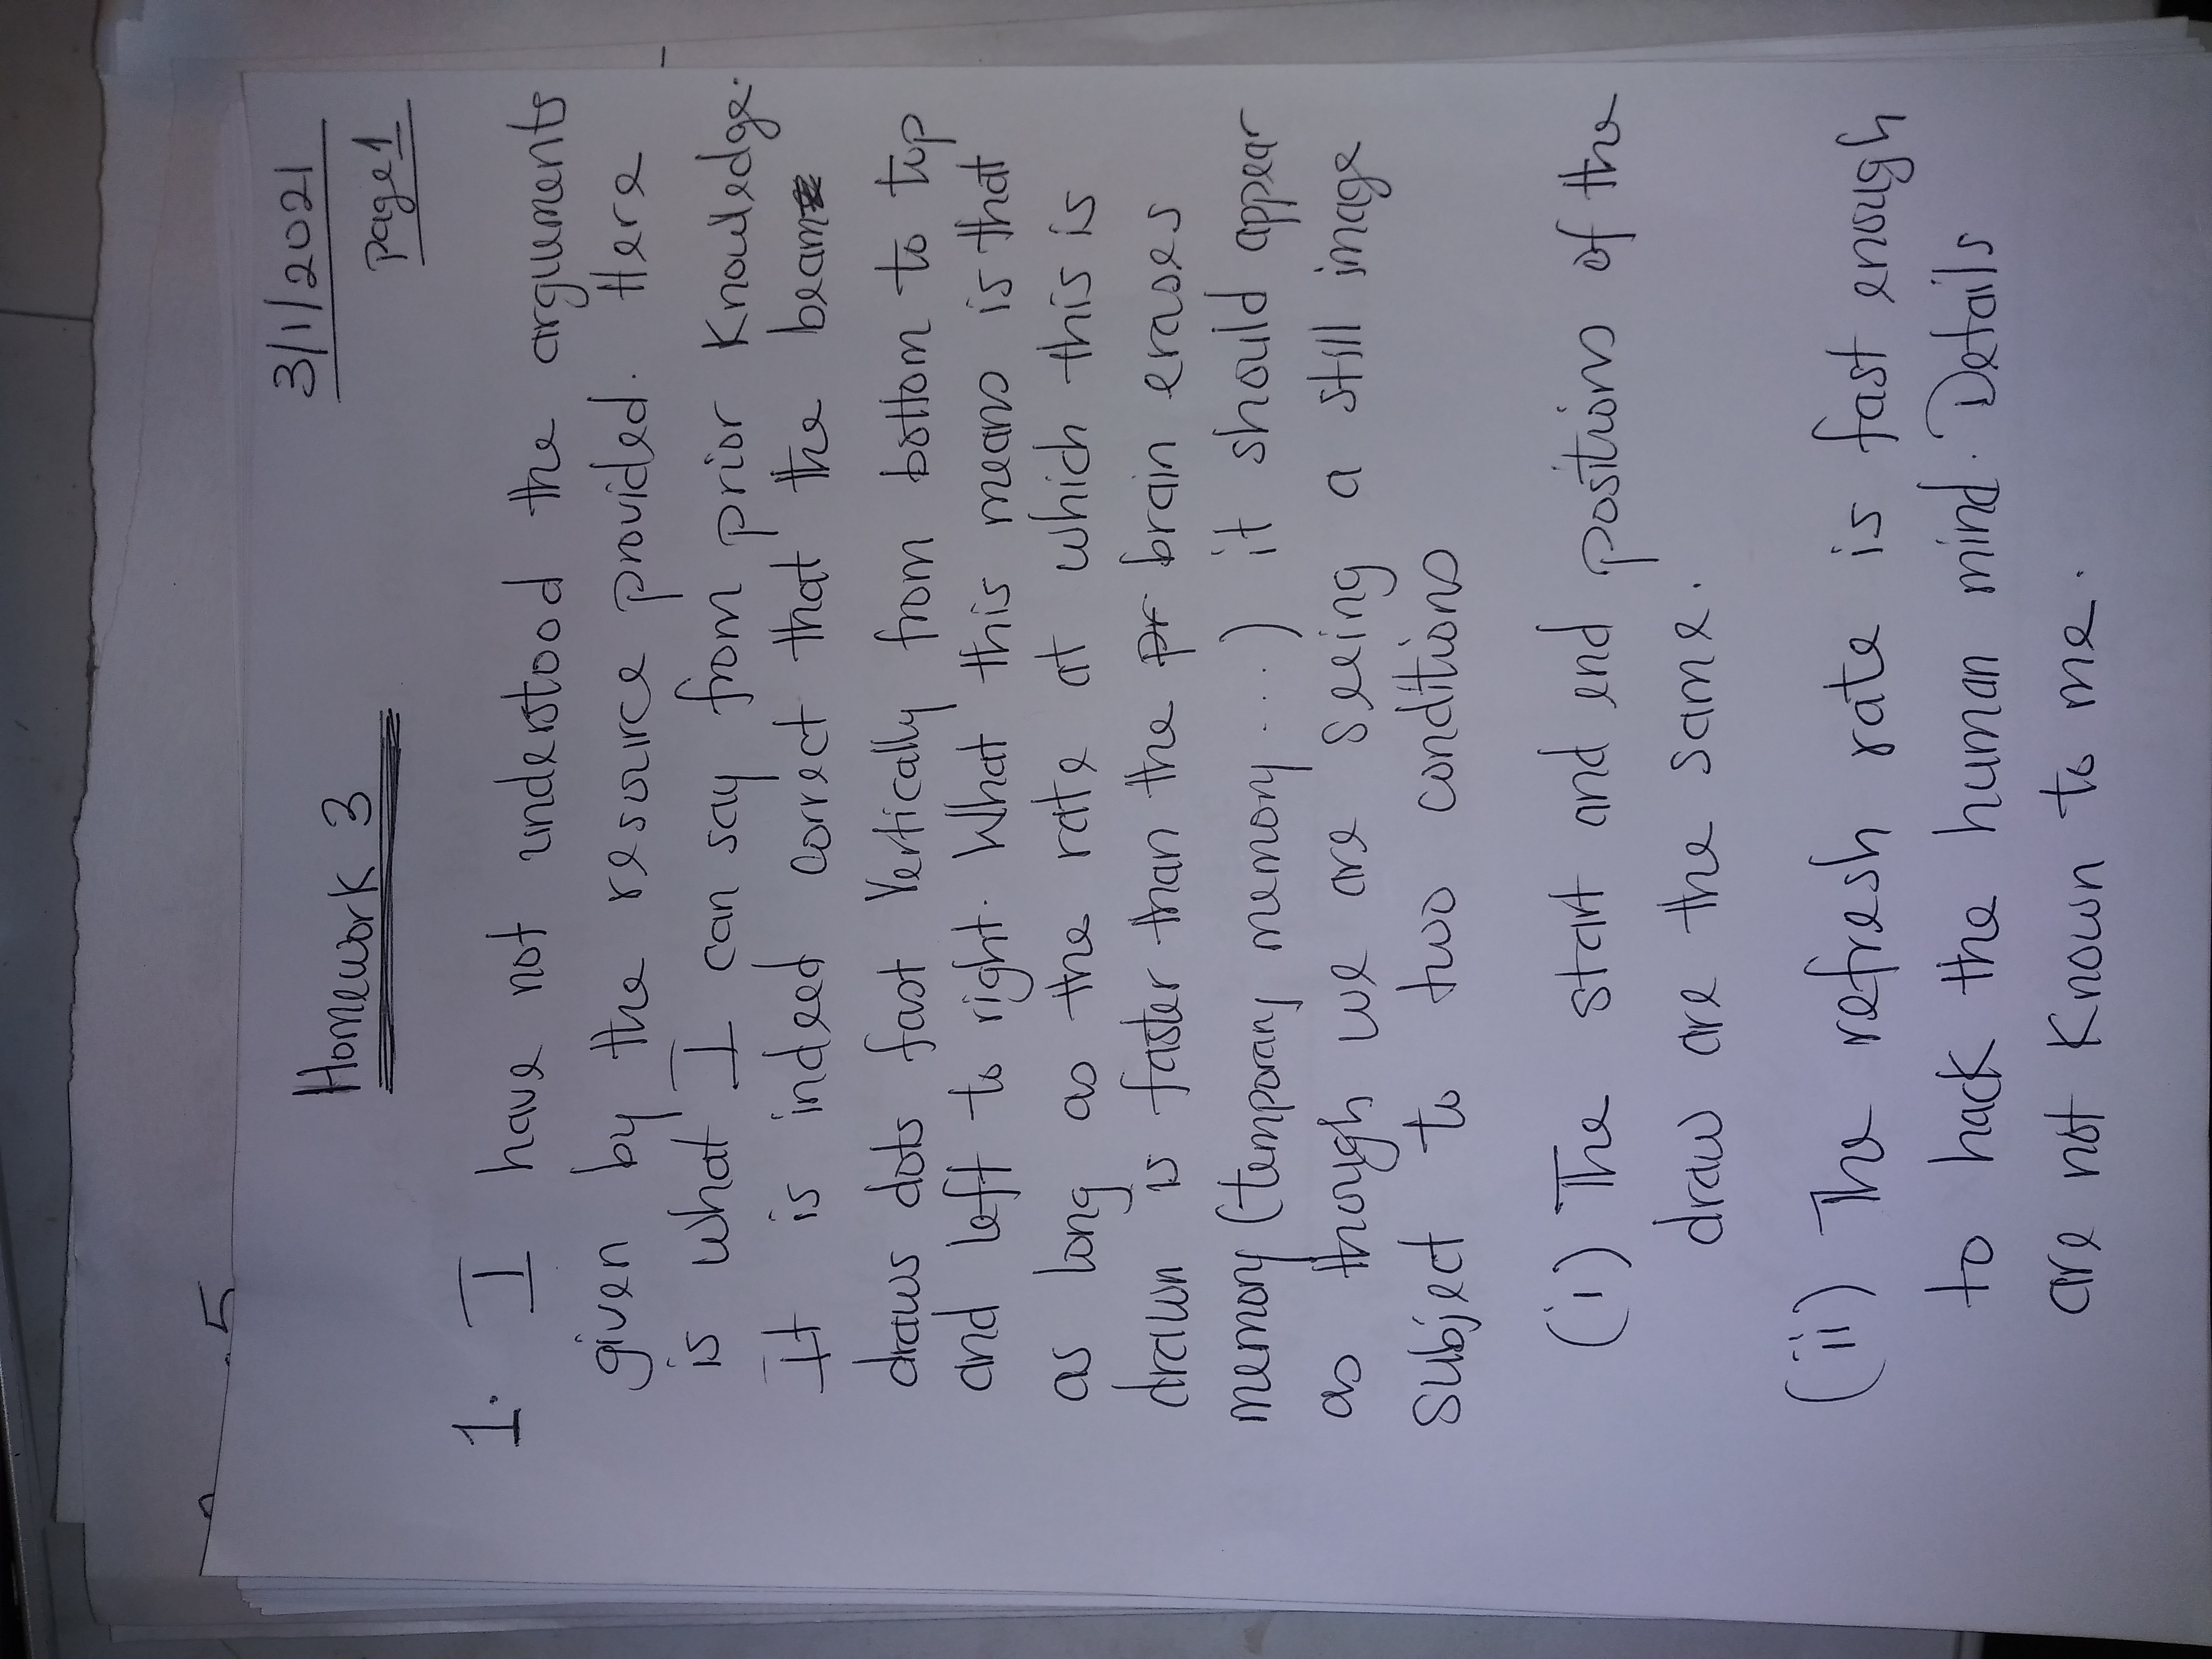 5
3/1/2021
Homework 3
page 1
1. I have not understood the arguements
given by the resource provided. Here
is what I can say from prior Knowledge.
It is indeed correct that the beam
draws dots fast Vertically from bottom to top
and left to right. What this means is that
as long as the rate at which this is
drawn is faster than the pr brain erases
memory (temporary memory ...) it should appear
as though we are seeing a still image
subject to two conditions
(i) The start and end positions of the
draw are the same.
(ii) The refresh rate is fast enough
to hack the human mind. Details
are not Known to me.